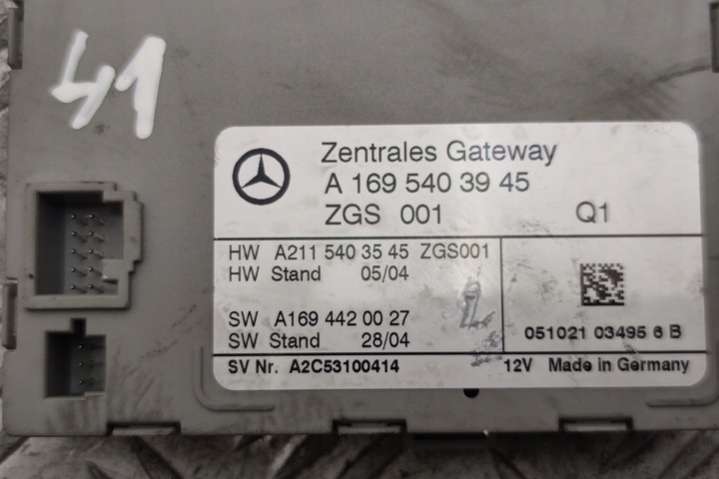 41
Zentrales Gateway
A 169 540 39 45
ZGS 001 Q1
HW A211 540 35 45 ZGS001
HW Stand 05/04
SW A169 442 00 27
SW Stand 28/04
051021 03495 6 B
SV Nr. A2C53100414 12V Made in Germany